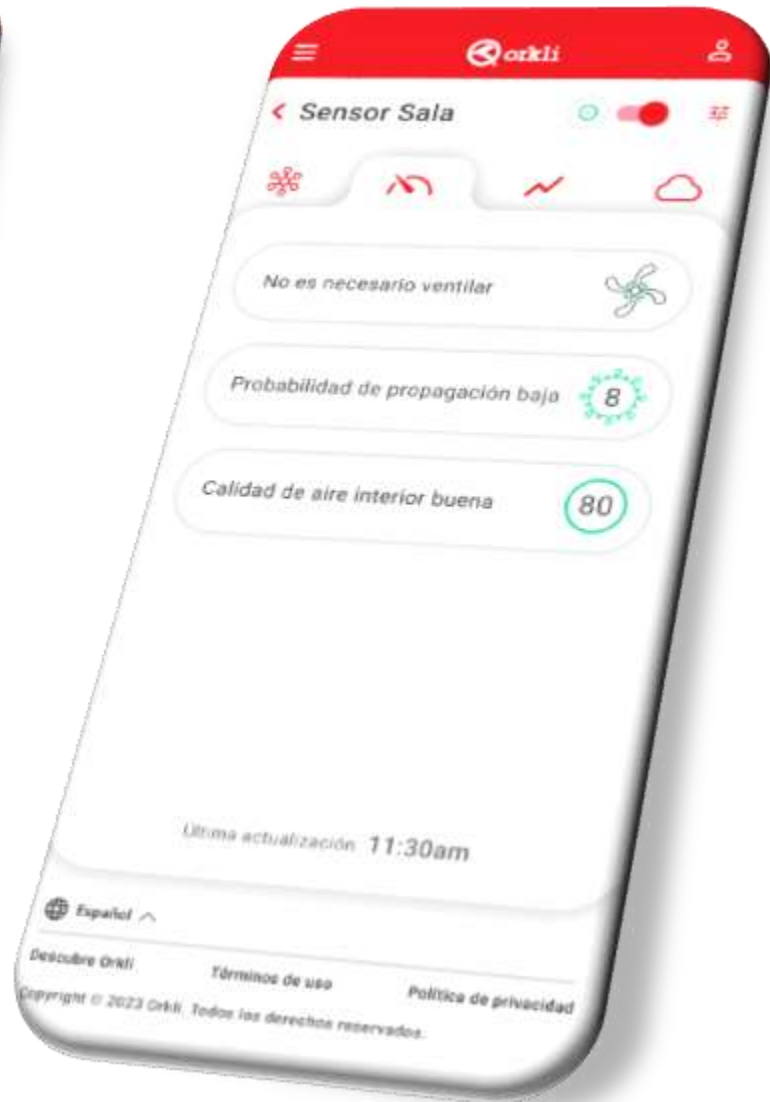 orkli
Sensor Sala
No es necesario ventilar
Probabilidad de propagación baja 8
Calidad de aire interior buena 80
Última actualización 11:30am
Español
Descubre Orkli Términos de uso Política de privacidad
Copyright © 2023 Orkli. Todos los derechos reservados.